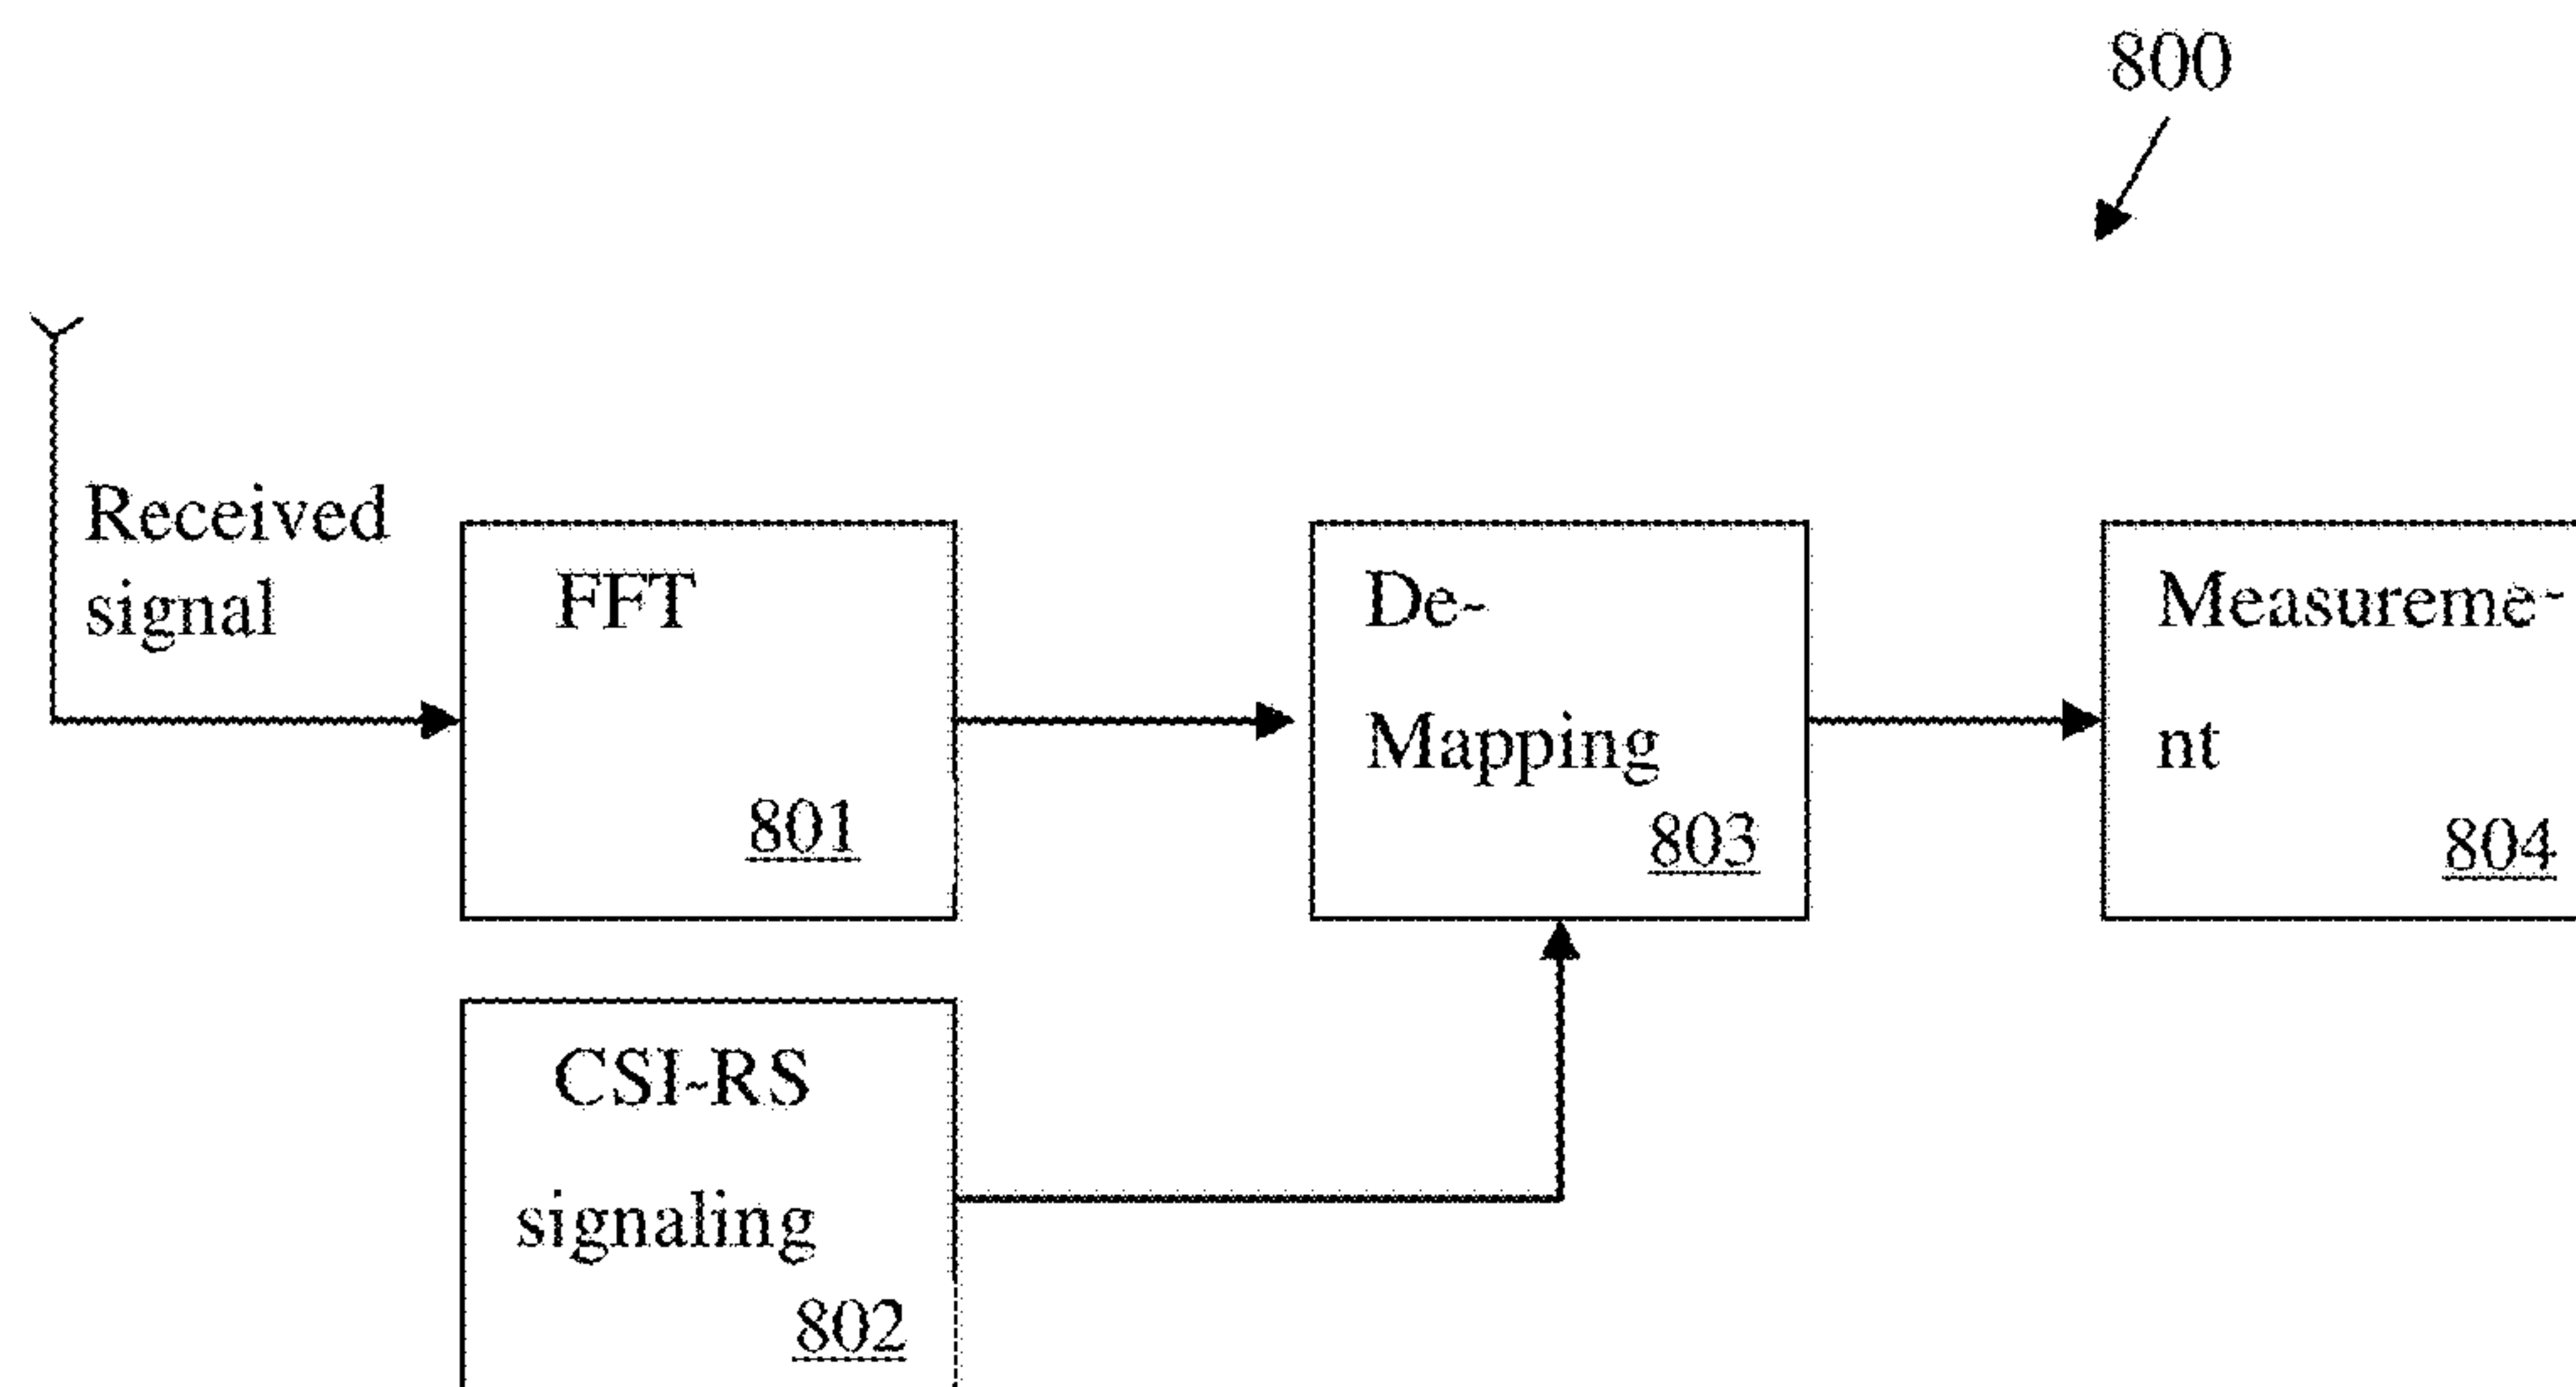 800
Received
signal
FFT
801
De-
Mapping
803
Measureme-
nt
804
CSI-RS
signaling
802